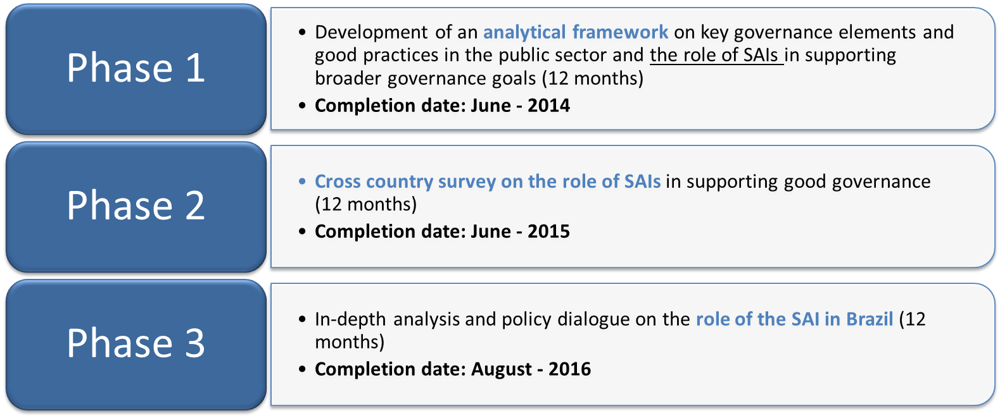 Phase 1
• Development of an analytical framework on key governance elements and
good practices in the public sector and the role of SAIs in supporting
broader governance goals (12 months)
• Completion date: June - 2014
Phase 2
• Cross country survey on the role of SAIs in supporting good governance
(12 months)
• Completion date: June - 2015
Phase 3
• In-depth analysis and policy dialogue on the role of the SAI in Brazil (12
months)
• Completion date: August - 2016